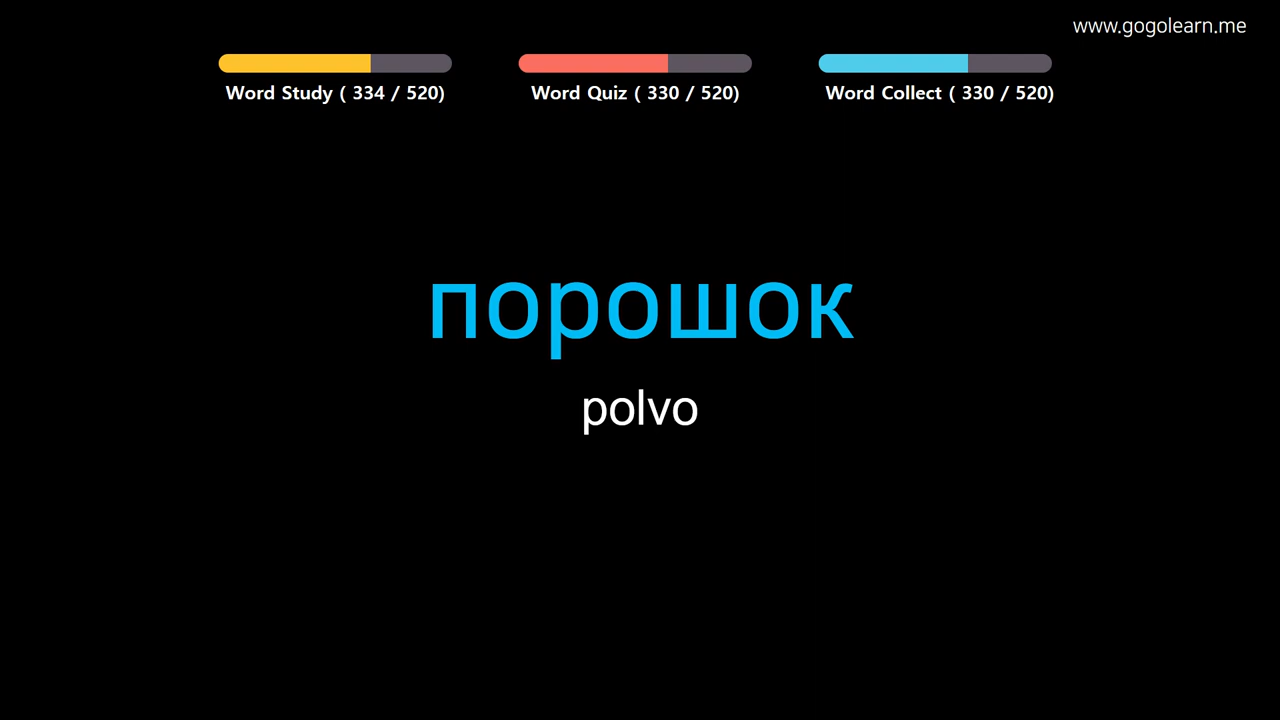 www.gogolearn.me
Word Study ( 334 / 520)
Word Quiz ( 330 / 520)
Word Collect ( 330 / 520)
порошок
polvo